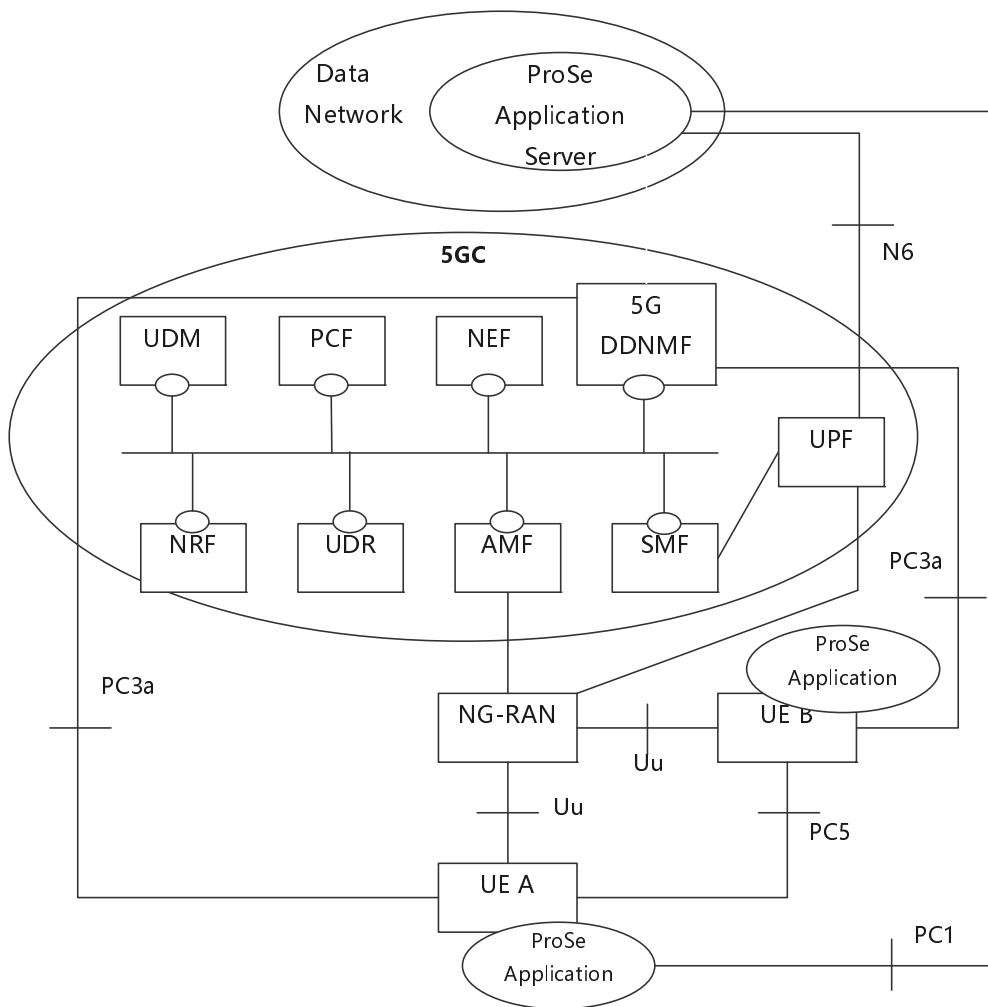 Data
Network
ProSe
Application
Server
N6
5GC
UDM
PCF
NEF
5G
DDNMF
UPF
NRF
UDR
AMF
SMF
PC3a
ProSe
Application
PC3a
NG-RAN
UE B
Uu
Uu
PC5
UE A
ProSe
Application
PC1